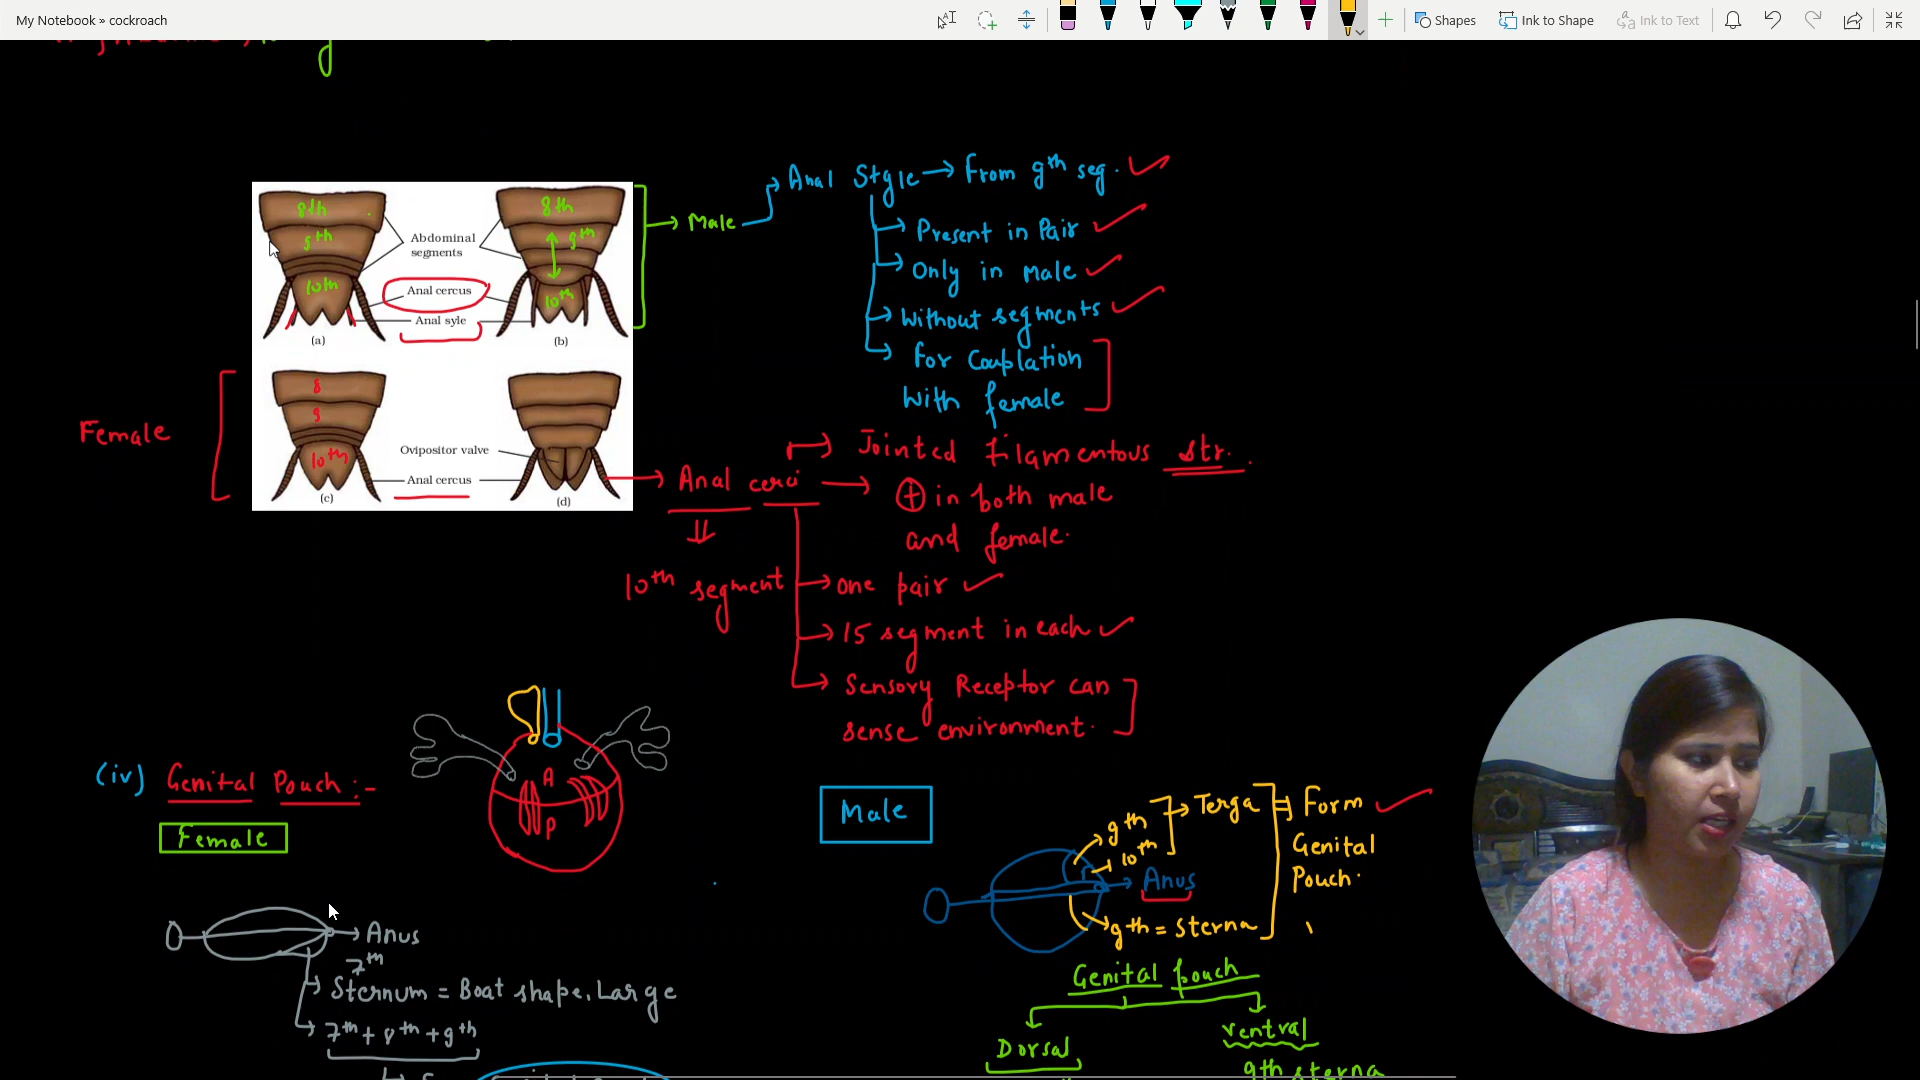 My Notebook » cockroach
Shapes
Ink to Shape
Ink to Text
Anal Style → From 9th seg.
Present in Pair
Only in Male
Without segments
For Couplation
with female
Male
8th
9th
10th
8th
9th
10th
Abdominal
segments
Anal cercus
Anal syle
(a)
(b)
Female
8
9
10th
Ovipositor valve
Anal cercus
(c)
(d)
Anal cerci
Jointed Filamentous str.
+ in both male
and female.
10th segment
one pair
15 segment in each
Sensory Receptor can
sense environment.
A
P
(iv) Genital Pouch :-
Female
Anus
7th
Sternum = Boat shape, Large
7th + 8th + 9th
Male
9th
10th
Terga
Form
Genital
Pouch.
Anus
9th = sterna
Genital pouch
Dorsal
ventral
9th sterna